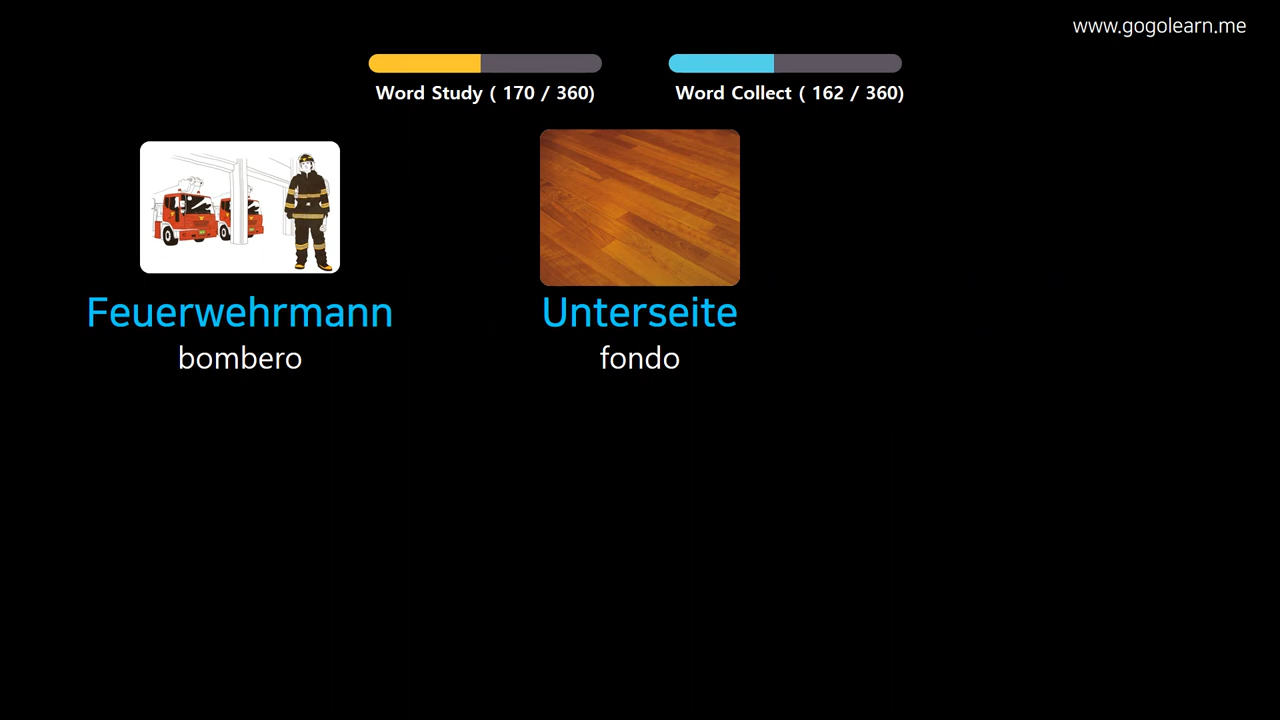 www.gogolearn.me
Word Study ( 170 / 360)
Word Collect ( 162 / 360)
Feuerwehrmann
bombero
Unterseite
fondo